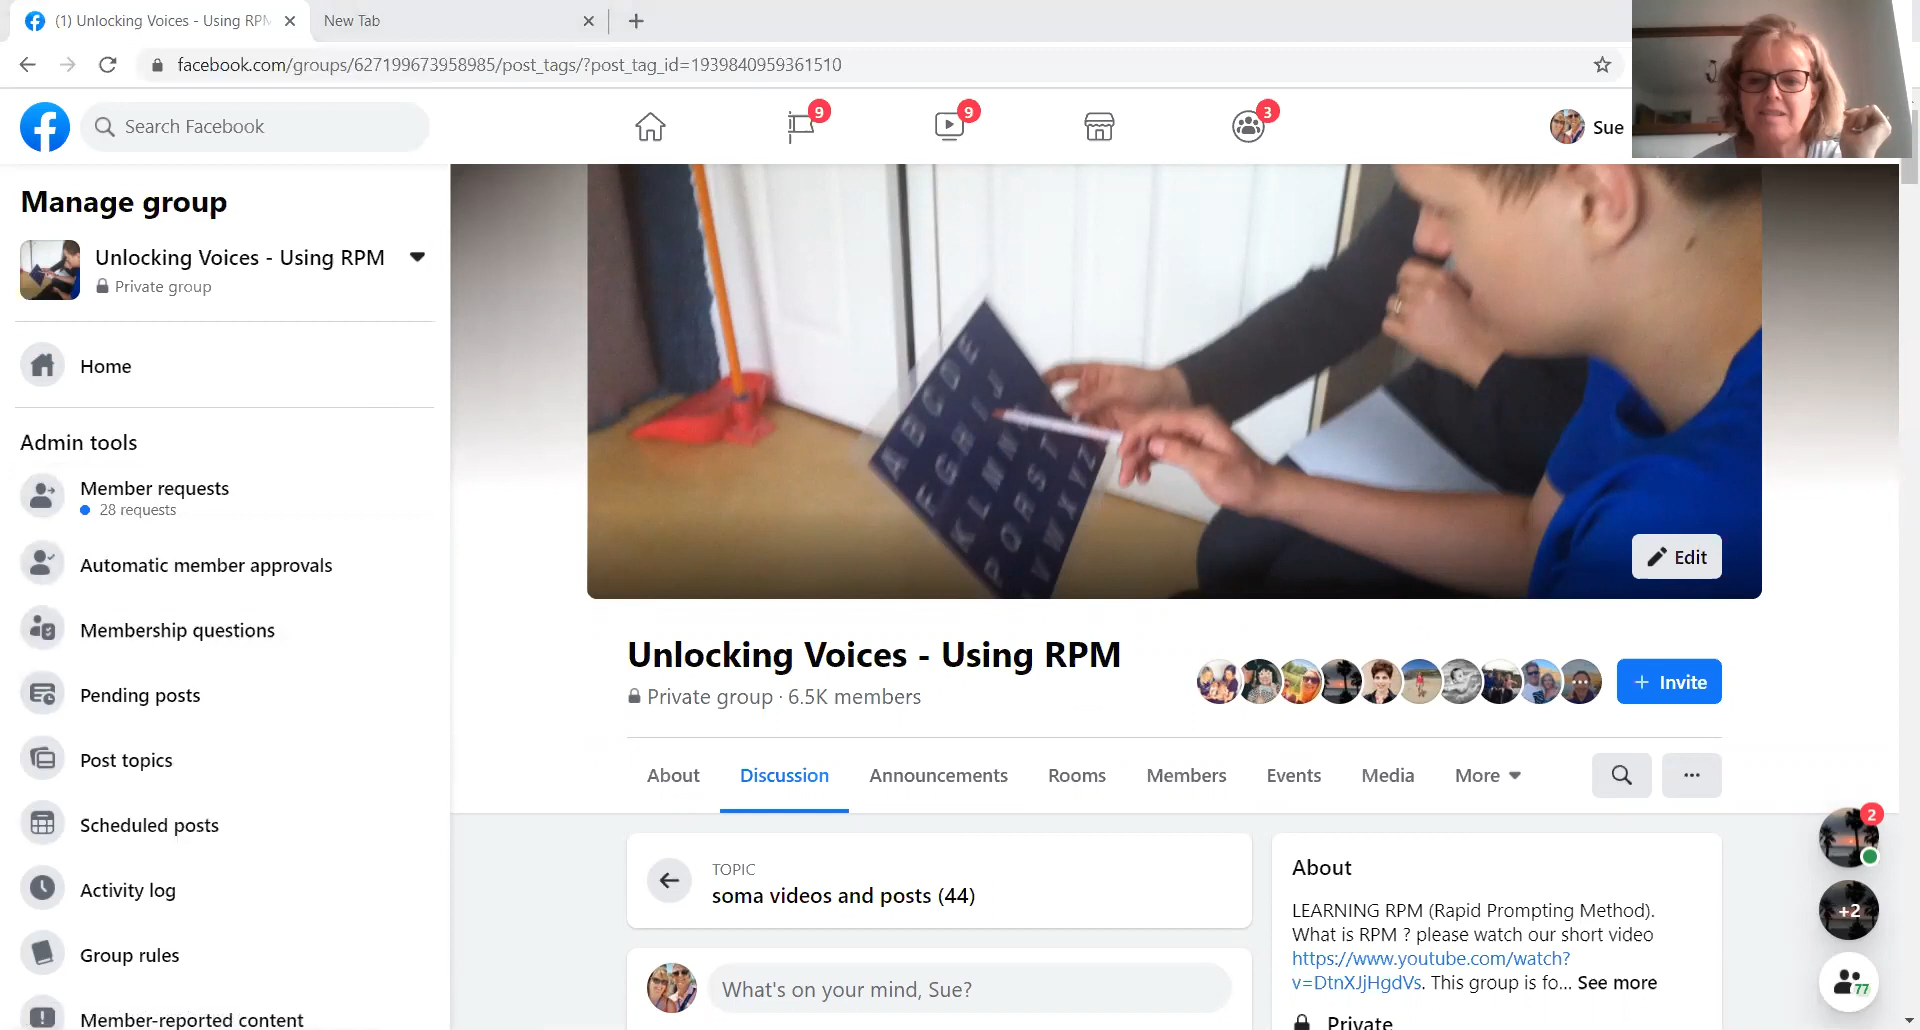 (1) Unlocking Voices - Using RPM
New Tab
facebook.com/groups/627199673958985/post_tags/?post_tag_id=1939840959361510
Search Facebook
9
9
3
Sue
Manage group
Unlocking Voices - Using RPM
Private group
Home
Admin tools
Member requests
28 requests
Automatic member approvals
Membership questions
Pending posts
Post topics
Scheduled posts
Activity log
Group rules
Member-reported content
A B C D E
F G H I J
K L M N
P Q R S T
V W X Y Z
Edit
Unlocking Voices - Using RPM
Private group · 6.5K members
+ Invite
About
Discussion
Announcements
Rooms
Members
Events
Media
More
TOPIC
soma videos and posts (44)
What's on your mind, Sue?
About
LEARNING RPM (Rapid Prompting Method).
What is RPM ? please watch our short video
https://www.youtube.com/watch?
v=DtnXJjHgdVs. This group is fo... See more
Private
2
+2
77